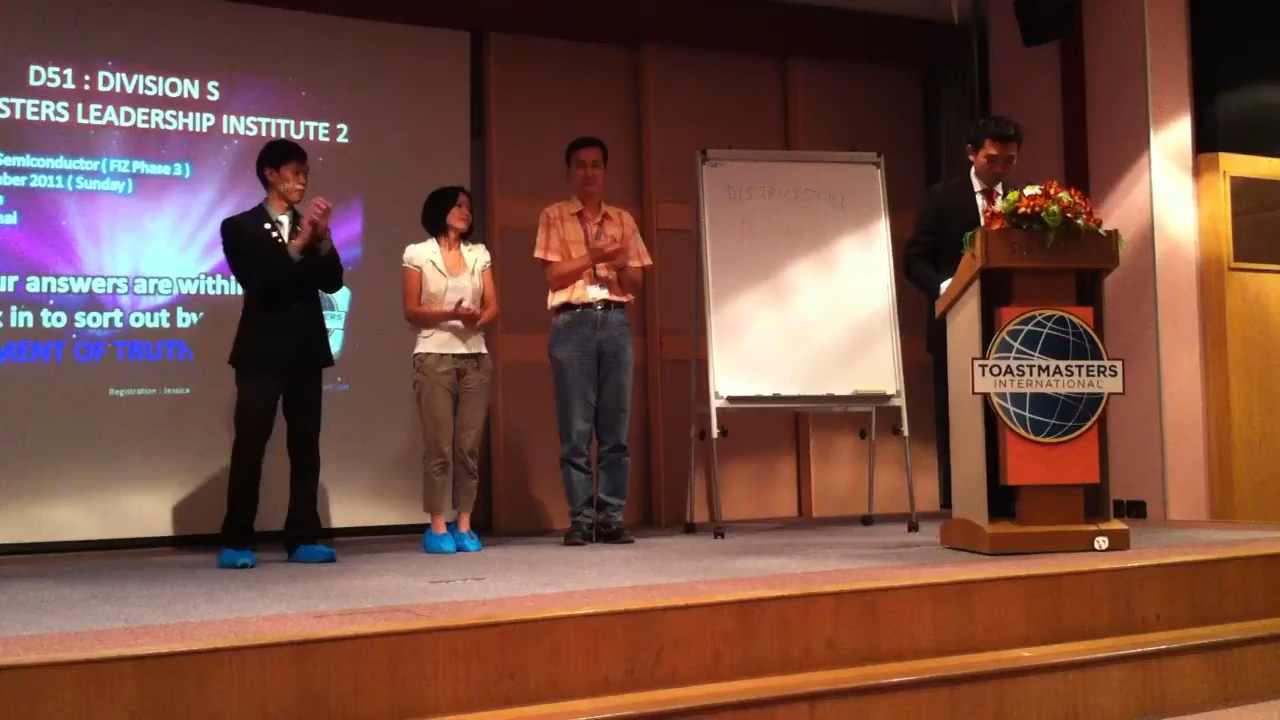 D51 : DIVISION S
STERS LEADERSHIP INSTITUTE 2
Semiconductor ( FIZ Phase 3 )
ber 2011 ( Sunday )
ur answers are within
k in to sort out by
MENT OF TRUTH
Registration : Jessica
TOASTMASTERS
INTERNATIONAL